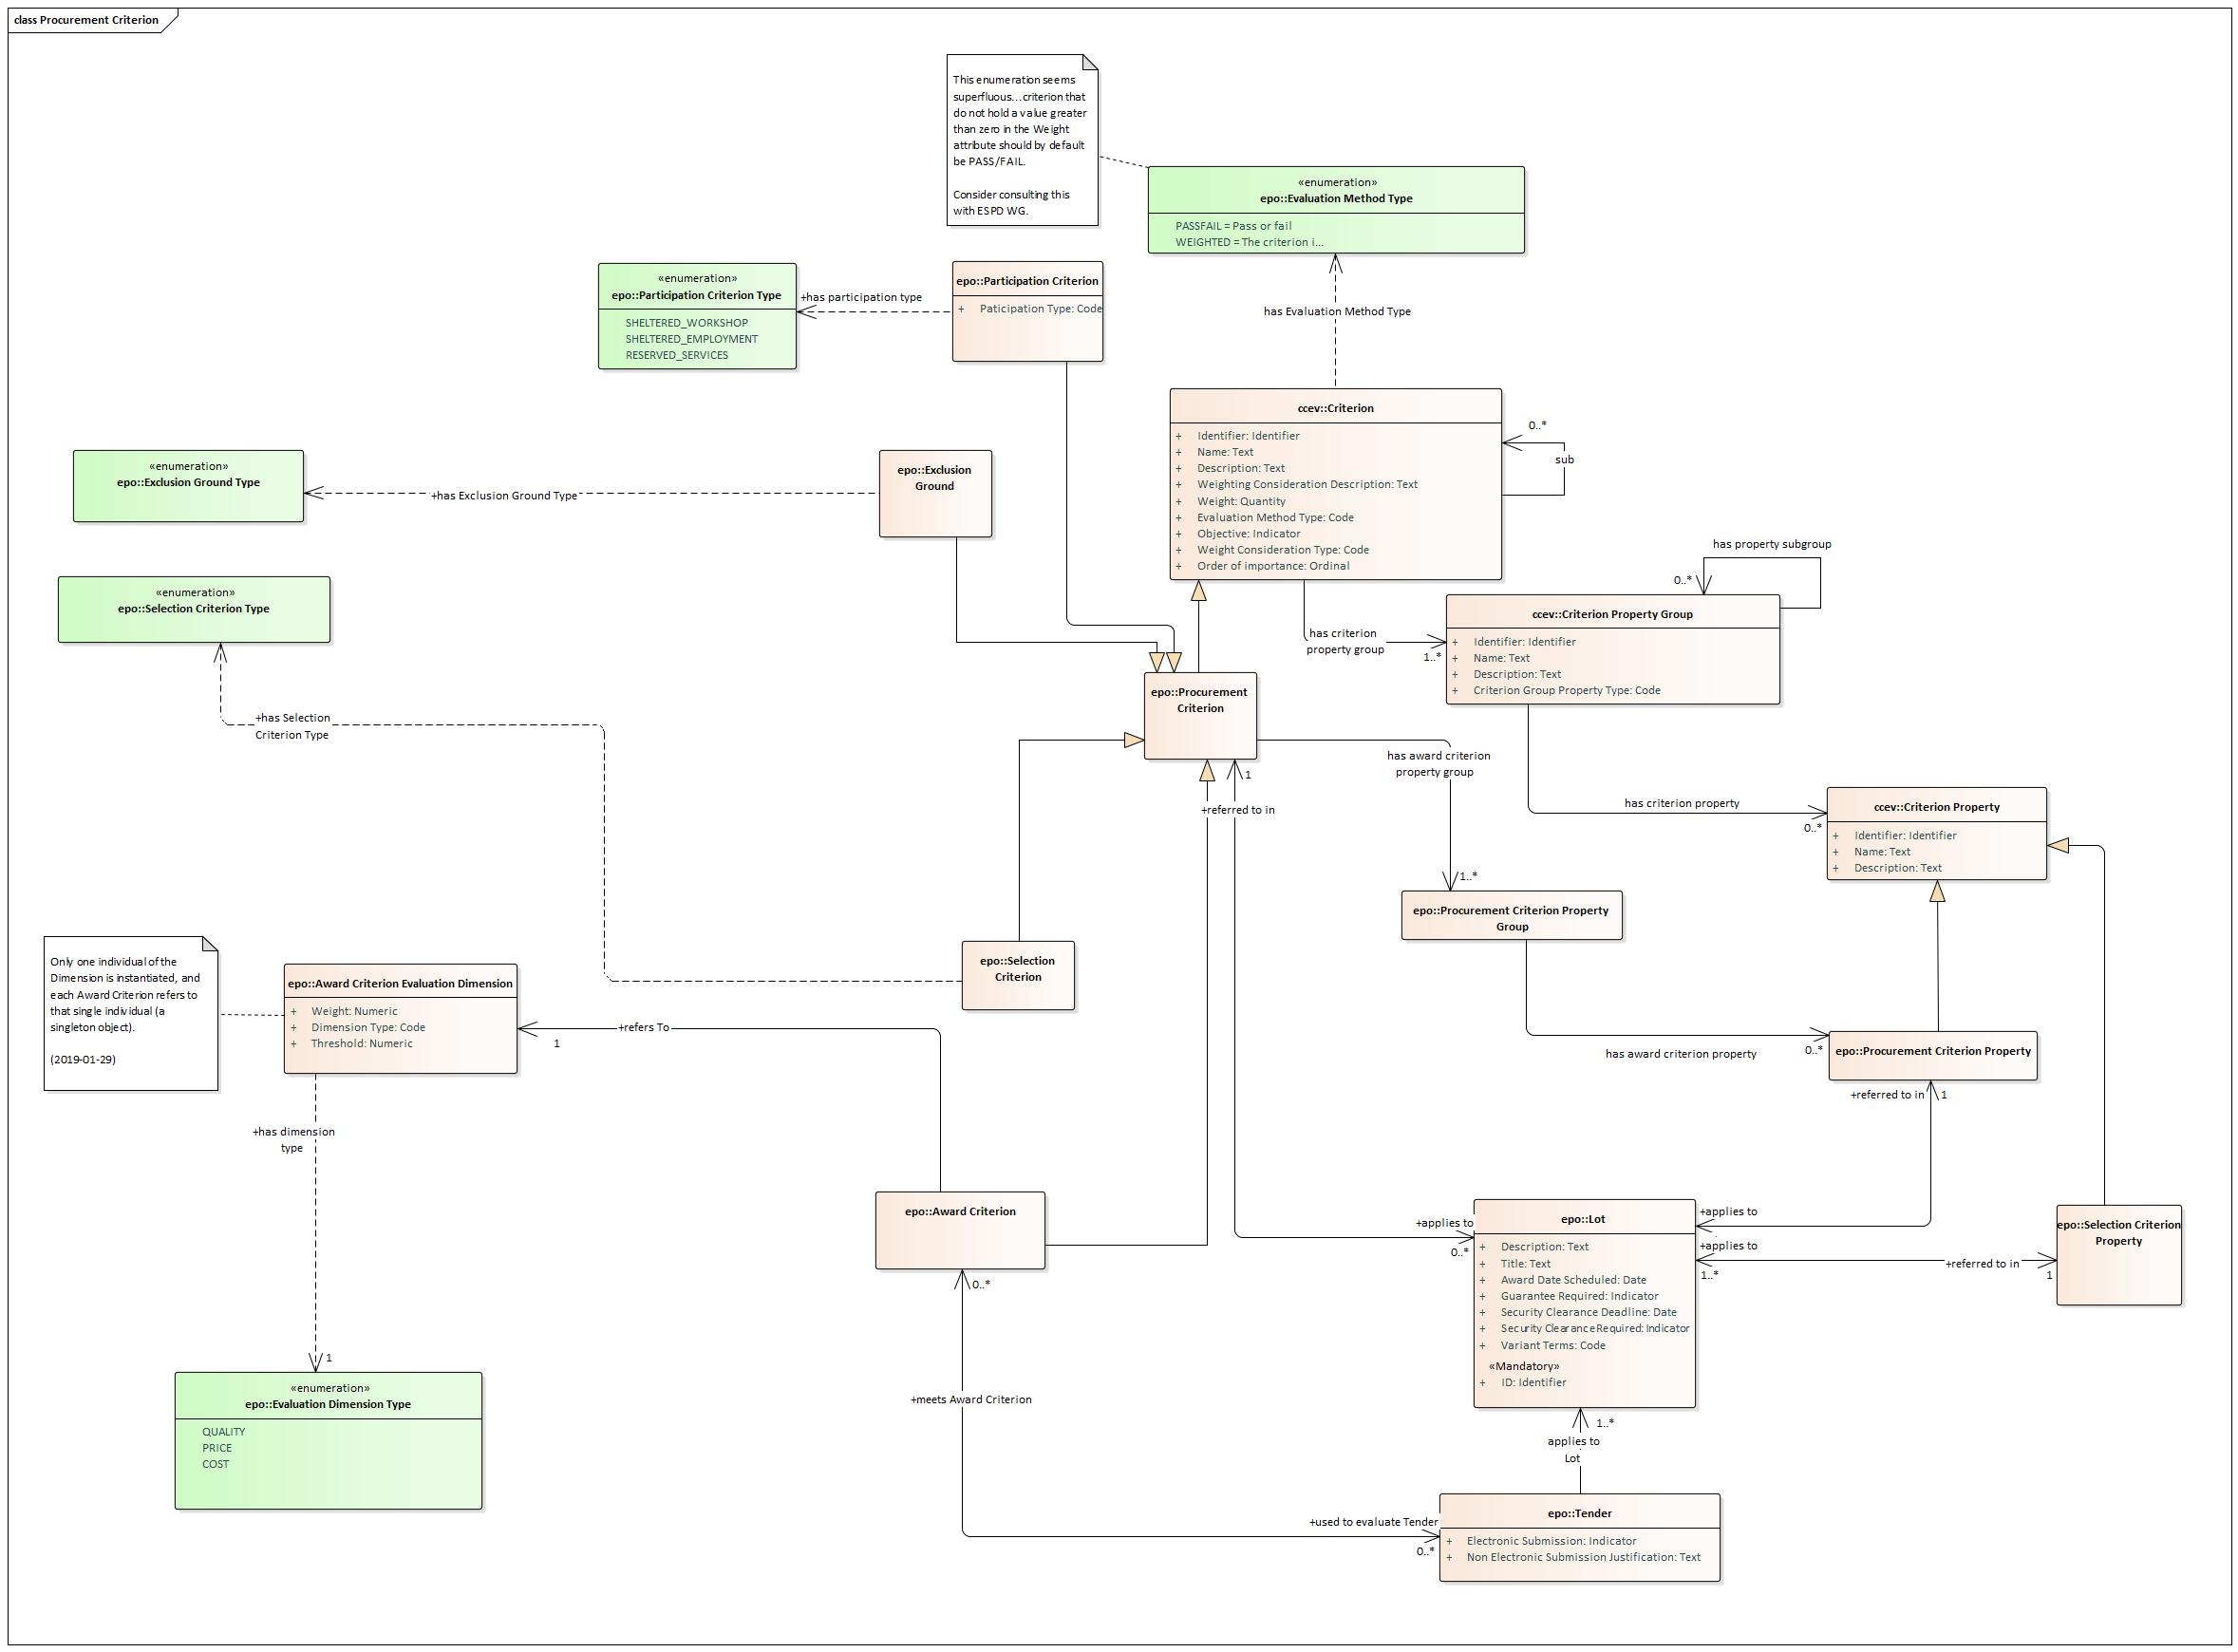 class Procurement Criterion
This enumeration seems
superfluous...criterion that
do not hold a value greater
than zero in the Weight
attribute should by default
be PASS/FAIL.
Consider consulting this
with ESPD WG.
«enumeration»
epo::Evaluation Method Type
PASSFAIL = Pass or fail
WEIGHTED = The criterion i...
has Evaluation Method Type
«enumeration»
epo::Participation Criterion Type
SHELTERED_WORKSHOP
SHELTERED_EMPLOYMENT
RESERVED_SERVICES
+has participation type
epo::Participation Criterion
+ Paticipation Type: Code
ccev::Criterion
+ Identifier: Identifier
+ Name: Text
+ Description: Text
+ Weighting Consideration Description: Text
+ Weight: Quantity
+ Evaluation Method Type: Code
+ Objective: Indicator
+ Weight Consideration Type: Code
+ Order of importance: Ordinal
0..*
sub
«enumeration»
epo::Exclusion Ground Type
+has Exclusion Ground Type
epo::Exclusion
Ground
has property subgroup
0..*
«enumeration»
epo::Selection Criterion Type
ccev::Criterion Property Group
+ Identifier: Identifier
+ Name: Text
+ Description: Text
+ Criterion Group Property Type: Code
has criterion
property group
1..*
epo::Procurement
Criterion
+has Selection
Criterion Type
has award criterion
property group
1
+referred to in
has criterion property
0..*
ccev::Criterion Property
+ Identifier: Identifier
+ Name: Text
+ Description: Text
1..*
epo::Procurement Criterion Property
Group
Only one individual of the
Dimension is instantiated, and
each Award Criterion refers to
that single individual (a
singleton object).
(2019-01-29)
epo::Award Criterion Evaluation Dimension
+ Weight: Numeric
+ Dimension Type: Code
+ Threshold: Numeric
epo::Selection
Criterion
+refers To
1
has award criterion property
0..*
epo::Procurement Criterion Property
+referred to in
1
+has dimension
type
epo::Award Criterion
+applies to
0..*
epo::Lot
+ Description: Text
+ Title: Text
+ Award Date Scheduled: Date
+ Guarantee Required: Indicator
+ Security Clearance Deadline: Date
+ Security Clearance Required: Indicator
+ Variant Terms: Code
«Mandatory»
+ ID: Identifier
+applies to
+applies to
1..*
+referred to in
1
epo::Selection Criterion
Property
0..*
1
«enumeration»
epo::Evaluation Dimension Type
QUALITY
PRICE
COST
+meets Award Criterion
1..*
applies to
Lot
+used to evaluate Tender
0..*
epo::Tender
+ Electronic Submission: Indicator
+ Non Electronic Submission Justification: Text